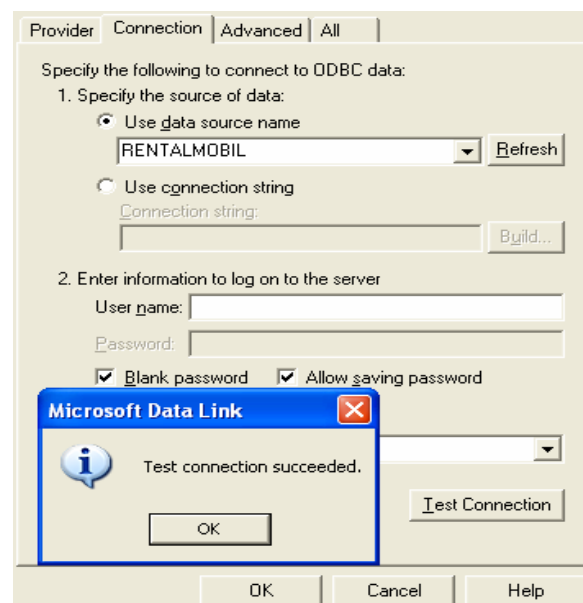 Provider Connection Advanced All
Specify the following to connect to ODBC data:
1. Specify the source of data:
Use data source name
RENTALMOBIL Refresh
Use connection string
Connection string:
Build...
2. Enter information to log on to the server
User name:
Password:
Blank password Allow saving password
Microsoft Data Link
Test connection succeeded.
OK
Test Connection
OK Cancel Help